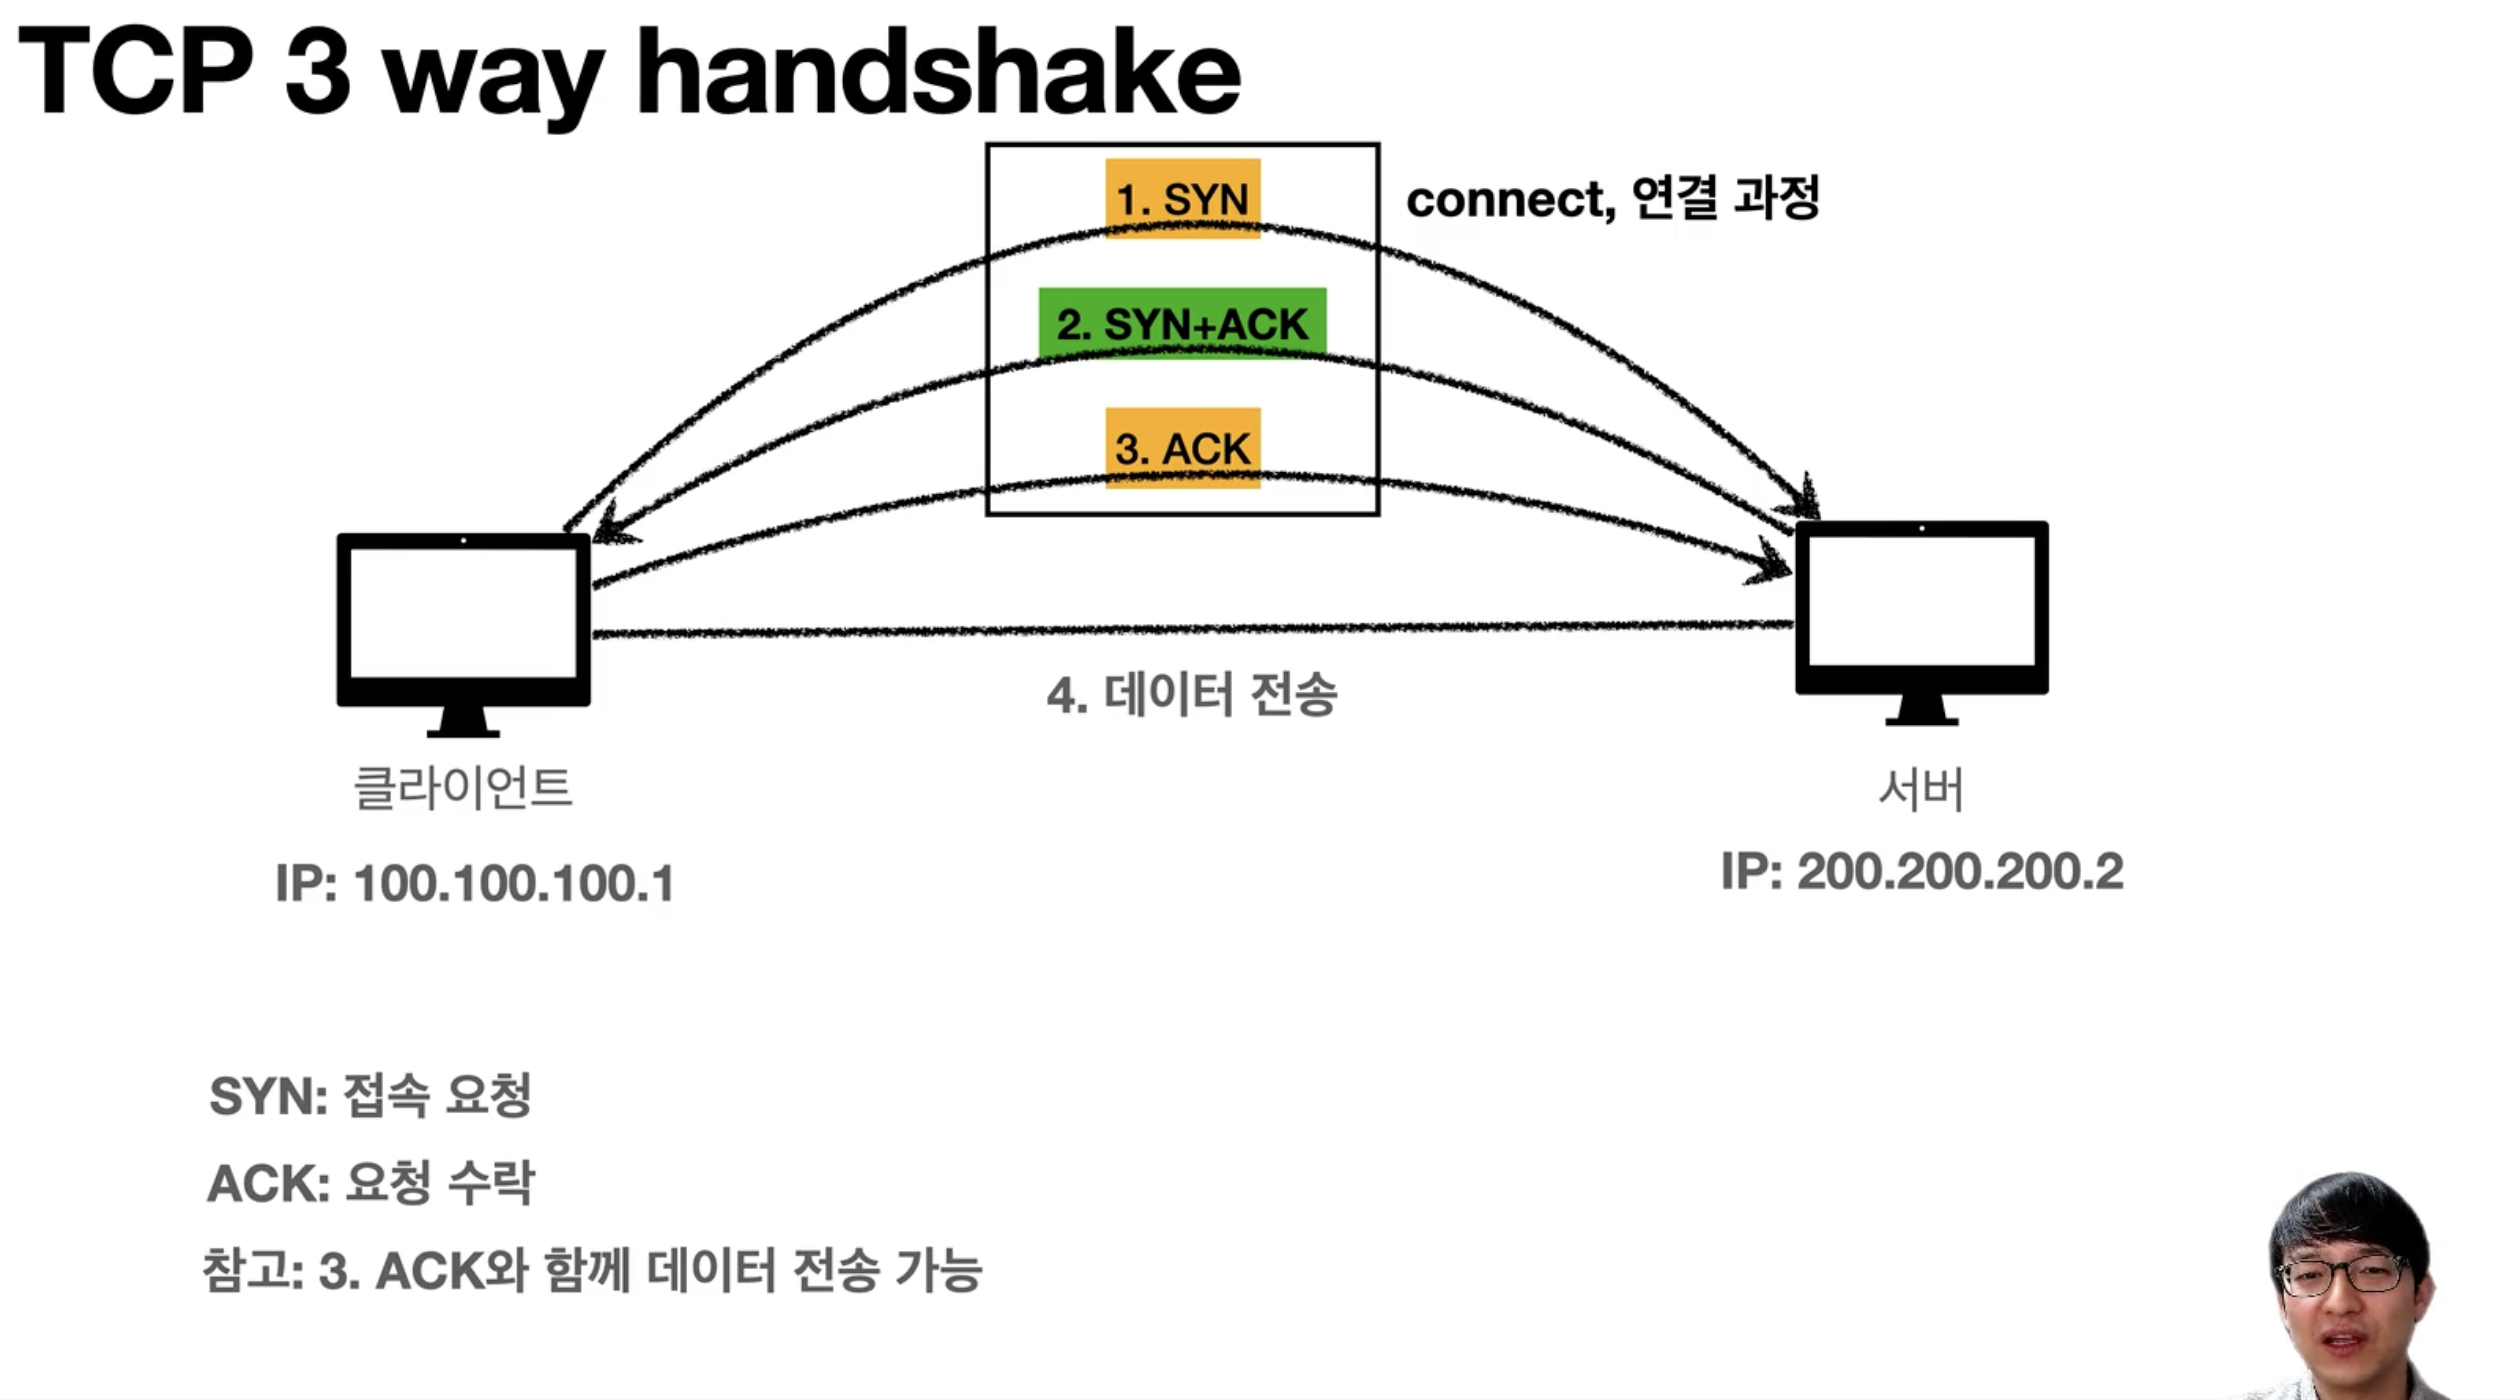 TCP 3 way handshake
1. SYN
connect, 연결 과정
2. SYN+ACK
3. ACK
4. 데이터 전송
클라이언트
서버
IP: 100.100.100.1
IP: 200.200.200.2
SYN: 접속 요청
ACK: 요청 수락
참고: 3. ACK와 함께 데이터 전송 가능